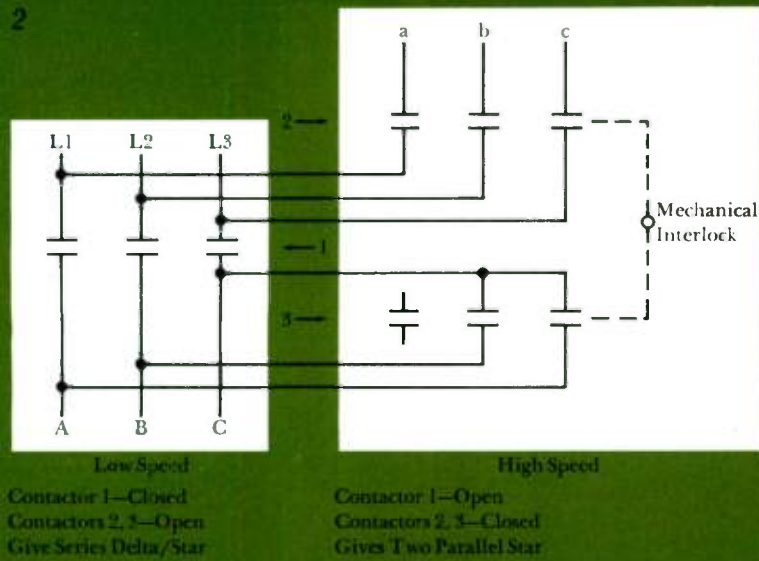 2
a b c
2
L1 L2 L3
Mechanical
Interlock
1
3
A B C
Low Speed
Contactor 1—Closed
Contactors 2, 3—Open
Give Series Delta/Star
High Speed
Contactor 1—Open
Contactors 2, 3—Closed
Gives Two Parallel Star